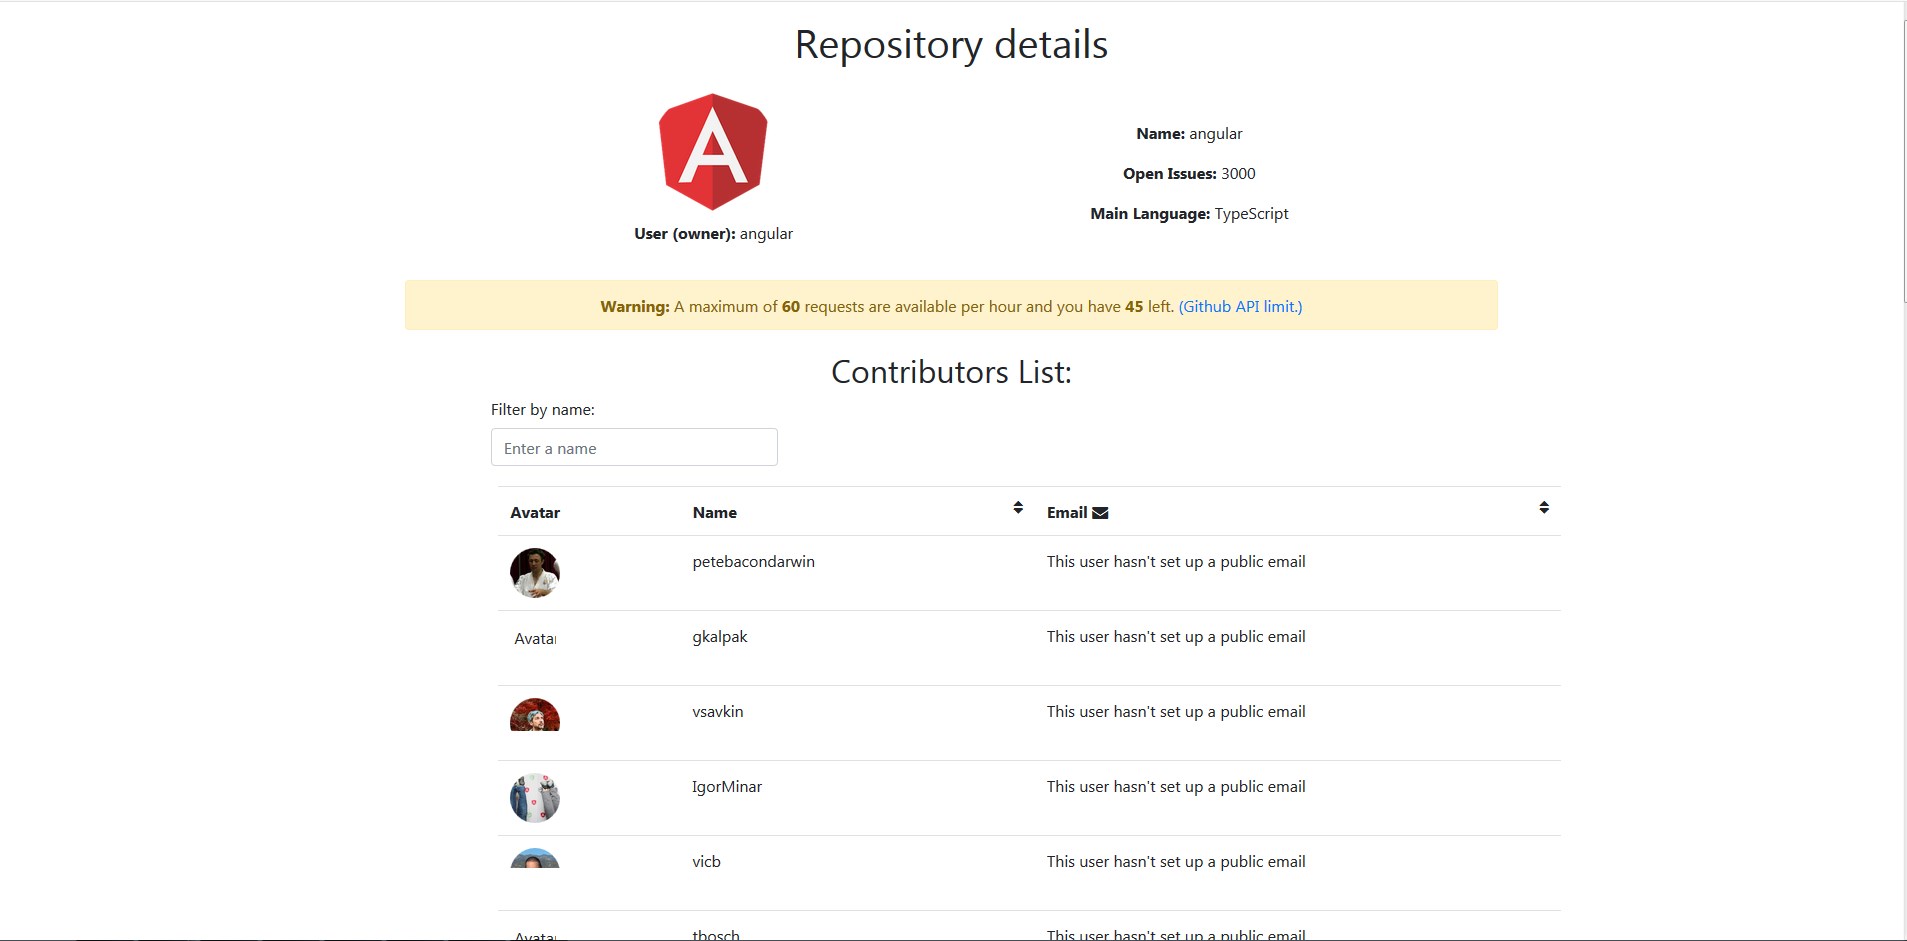 Repository details
A
User (owner): angular
Name: angular
Open Issues: 3000
Main Language: TypeScript
Warning: A maximum of 60 requests are available per hour and you have 45 left. (Github API limit.)
Contributors List:
Filter by name:
Enter a name
Avatar Name Email
petebacondarwin This user hasn't set up a public email
Avatar gkalpak This user hasn't set up a public email
vsavkin This user hasn't set up a public email
IgorMinar This user hasn't set up a public email
vicb This user hasn't set up a public email
Avatar tbosch This user hasn't set up a public email